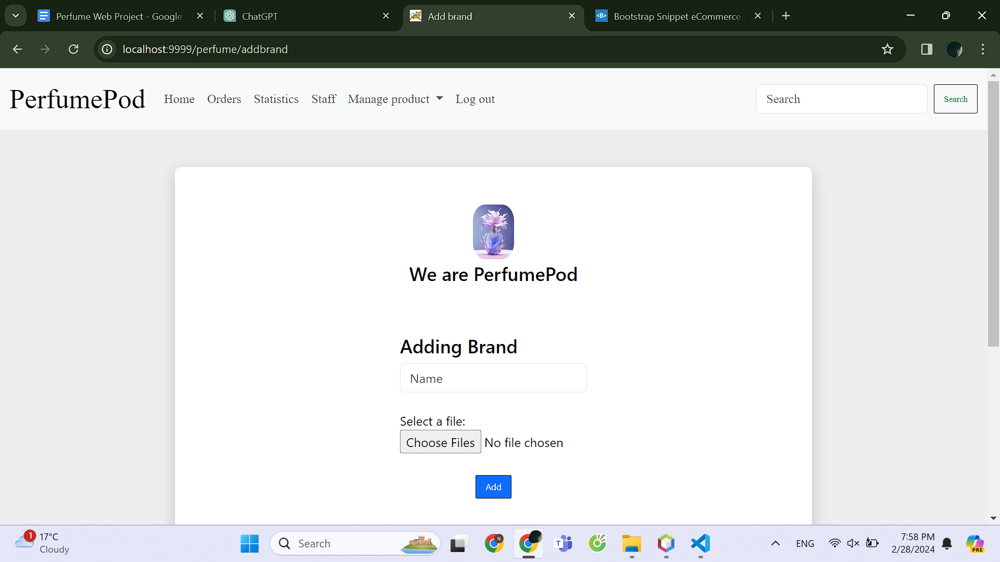 Perfume Web Project - Google
ChatGPT
Add brand
Bootstrap Snippet eCommerce
localhost:9999/perfume/addbrand
PerfumePod
Home
Orders
Statistics
Staff
Manage product
Log out
Search
Search
We are PerfumePod
Adding Brand
Name
Select a file:
Choose Files No file chosen
Add
1
17°C
Cloudy
Search
N
T
ENG
7:58 PM
2/28/2024
PRE